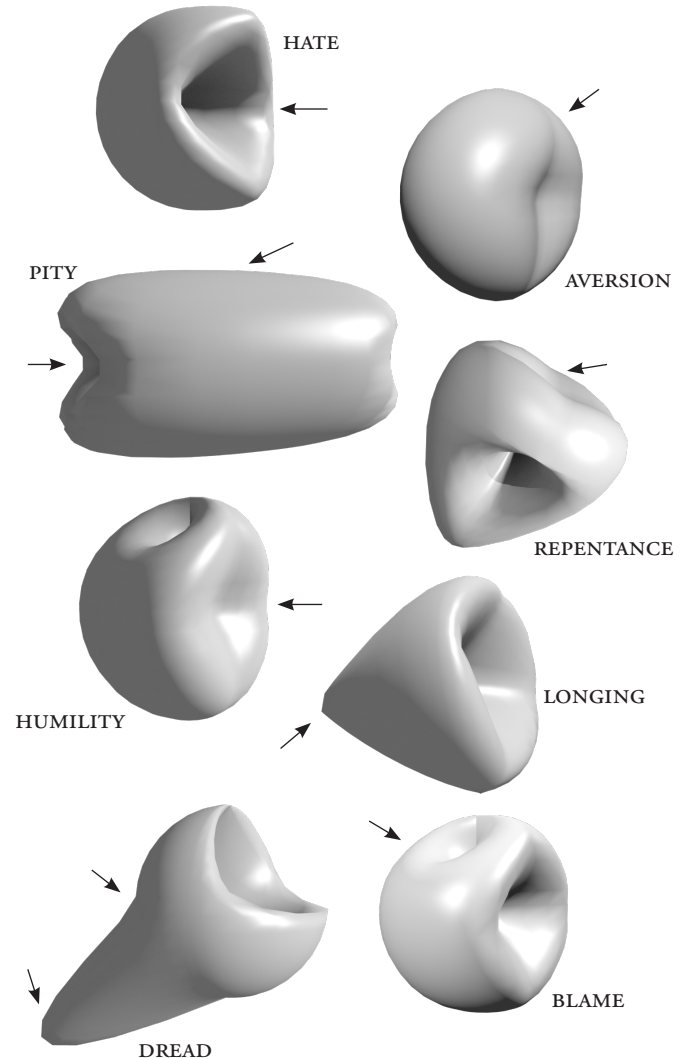 HATE
AVERSION
PITY
REPENTANCE
HUMILITY
LONGING
BLAME
DREAD